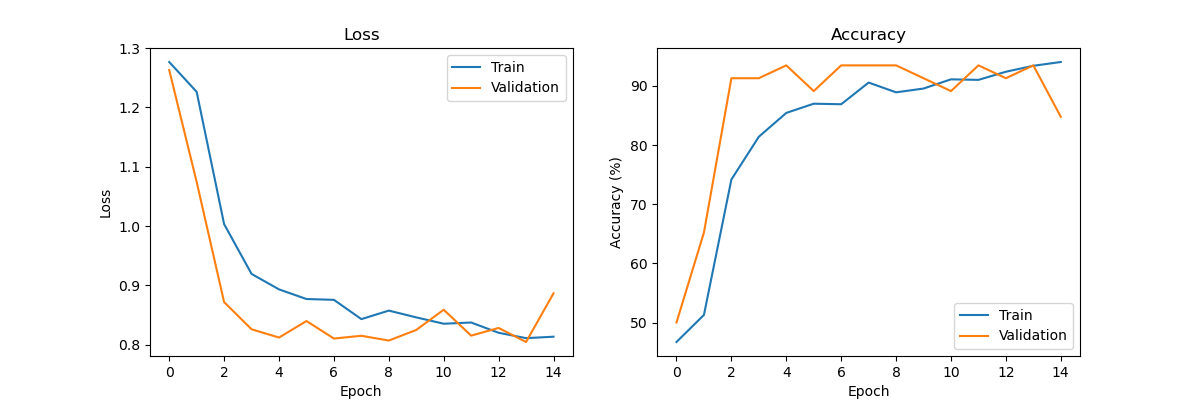 Loss
1.3
1.2
1.1
1.0
0.9
0.8
Loss
0 2 4 6 8 10 12 14
Epoch
Train
Validation
Accuracy
90
80
70
60
50
Accuracy (%)
0 2 4 6 8 10 12 14
Epoch
Train
Validation